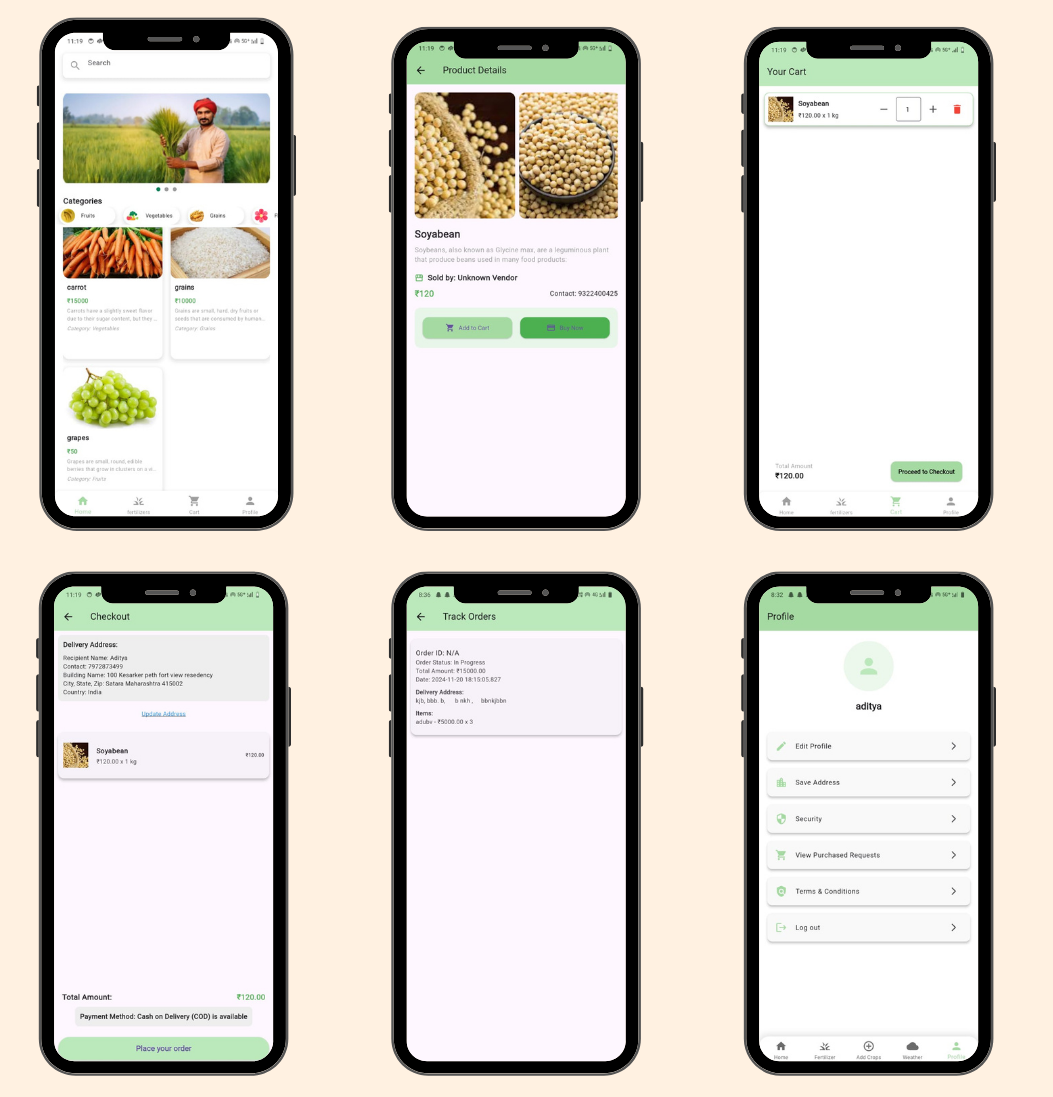 11:19
Search
Categories
Fruits
Vegetables
Grains
carrot
₹15000
Carrots have a slightly sweet flavor
due to their sugar content, but they ...
Category: Vegetables
grains
₹10000
Grains are small, hard, dry fruits or
seeds that are consumed by human...
Category: Grains
grapes
₹50
Grapes are small, round, edible
berries that grow in clusters on a vi...
Category: Fruits
Home
fertilizers
Cart
Profile
11:19
Product Details
Soyabean
Soybeans, also known as Glycine max, are a leguminous plant
that produce beans used in many food products.
Sold by: Unknown Vendor
₹120
Contact: 9322400425
Add to Cart
Buy Now
11:19
Your Cart
Soyabean
₹120.00 x 1 kg
1
Total Amount
₹120.00
Proceed to Checkout
Home
fertilizers
Cart
Profile
11:19
Checkout
Delivery Address:
Recipient Name: Aditya
Contact: 7972873499
Building Name: 100 Kesarker peth fort view resedency
City, State, Zip: Satara Maharashtra 415002
Country: India
Update Address
Soyabean
₹120.00 x 1 kg
₹120.00
Total Amount:
₹120.00
Payment Method: Cash on Delivery (COD) is available
Place your order
8:36
4G
Track Orders
Order ID: N/A
Order Status: In Progress
Total Amount: ₹15000.00
Date: 2024-11-20 18:15:05.827
Delivery Address:
kjb, bbb. b, b nkh , bbnkjbbn
Items:
adubv - ₹5000.00 x 3
8:32
Profile
aditya
Edit Profile
Save Address
Security
View Purchased Requests
Terms & Conditions
Log out
Home
Fertilizer
Add Crops
Weather
Profile